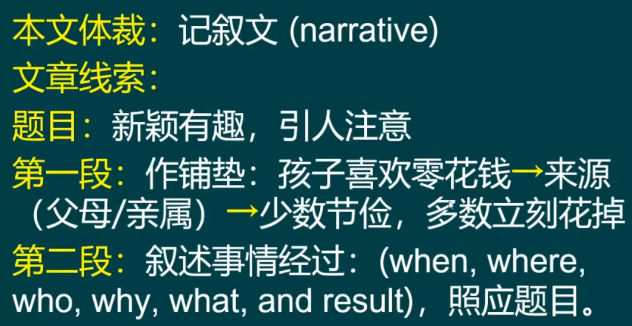 本文体裁：记叙文 (narrative)
文章线索：
题目：新颖有趣，引人注意
第一段：作铺垫：孩子喜欢零花钱→来源
（父母/亲属）→少数节俭，多数立刻花掉
第二段：叙述事情经过：(when, where,
who, why, what, and result)，照应题目。